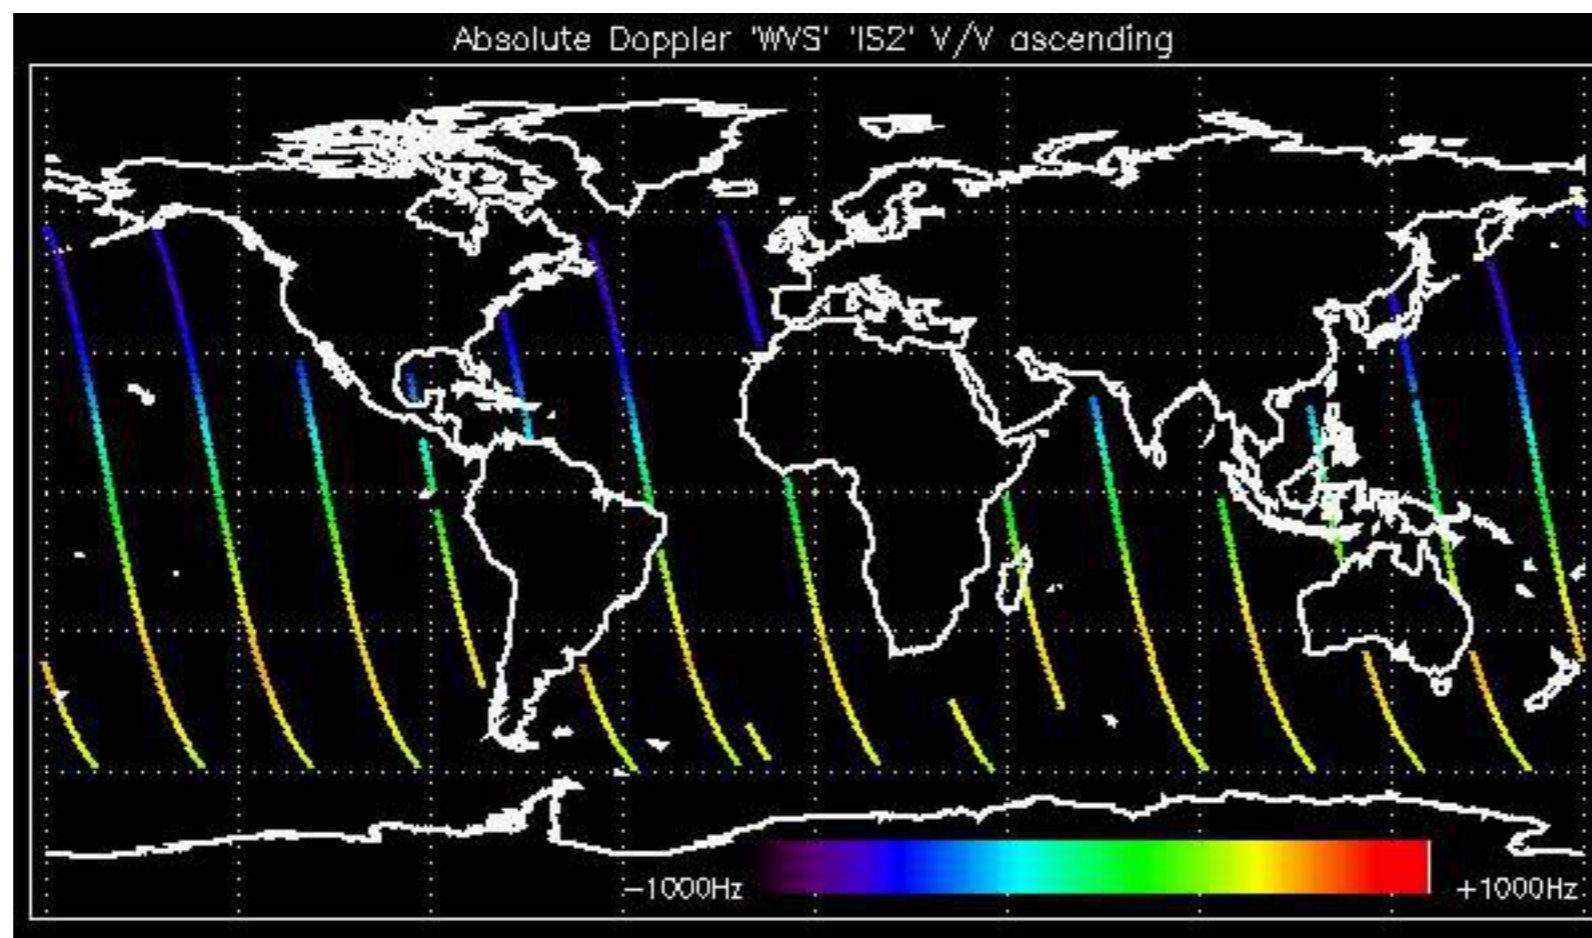 Absolute Doppler 'WVS' 'IS2' V/V ascending
-1000Hz +1000Hz